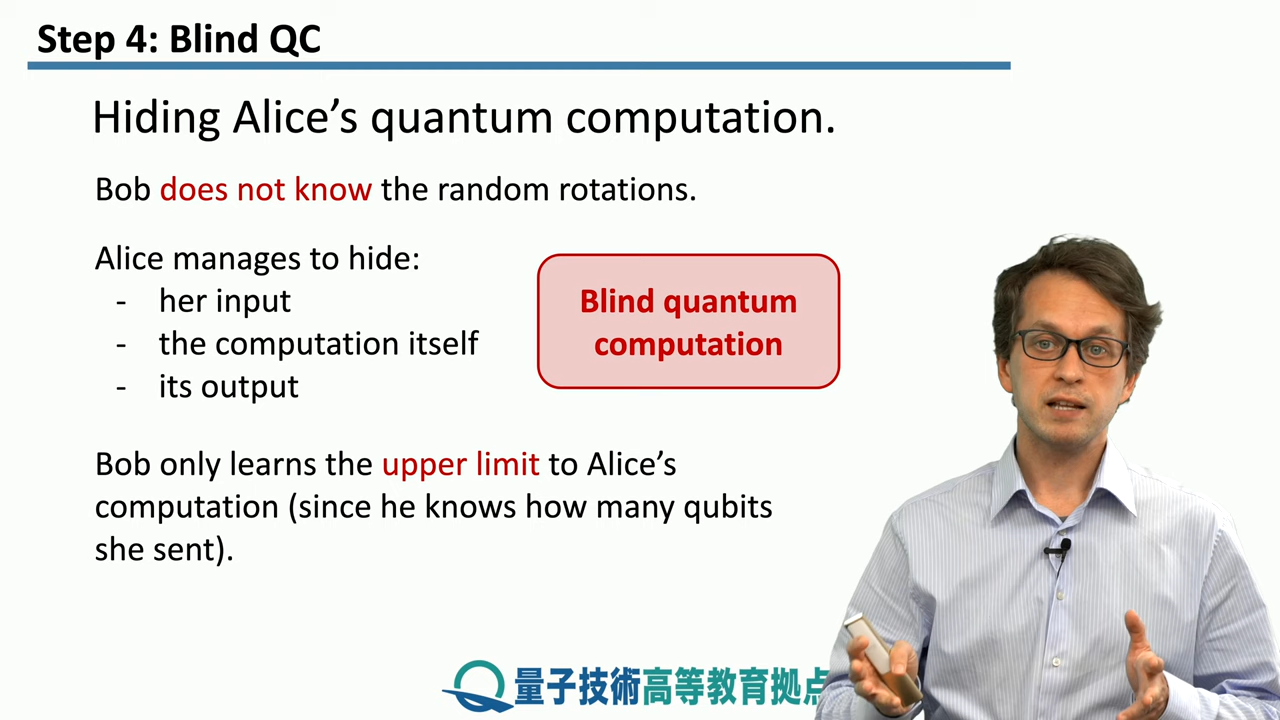 Step 4: Blind QC
Hiding Alice’s quantum computation.
Bob does not know the random rotations.
Alice manages to hide:
- her input
- the computation itself
- its output
Blind quantum
computation
Bob only learns the upper limit to Alice’s
computation (since he knows how many qubits
she sent).
量子技術高等教育拠点